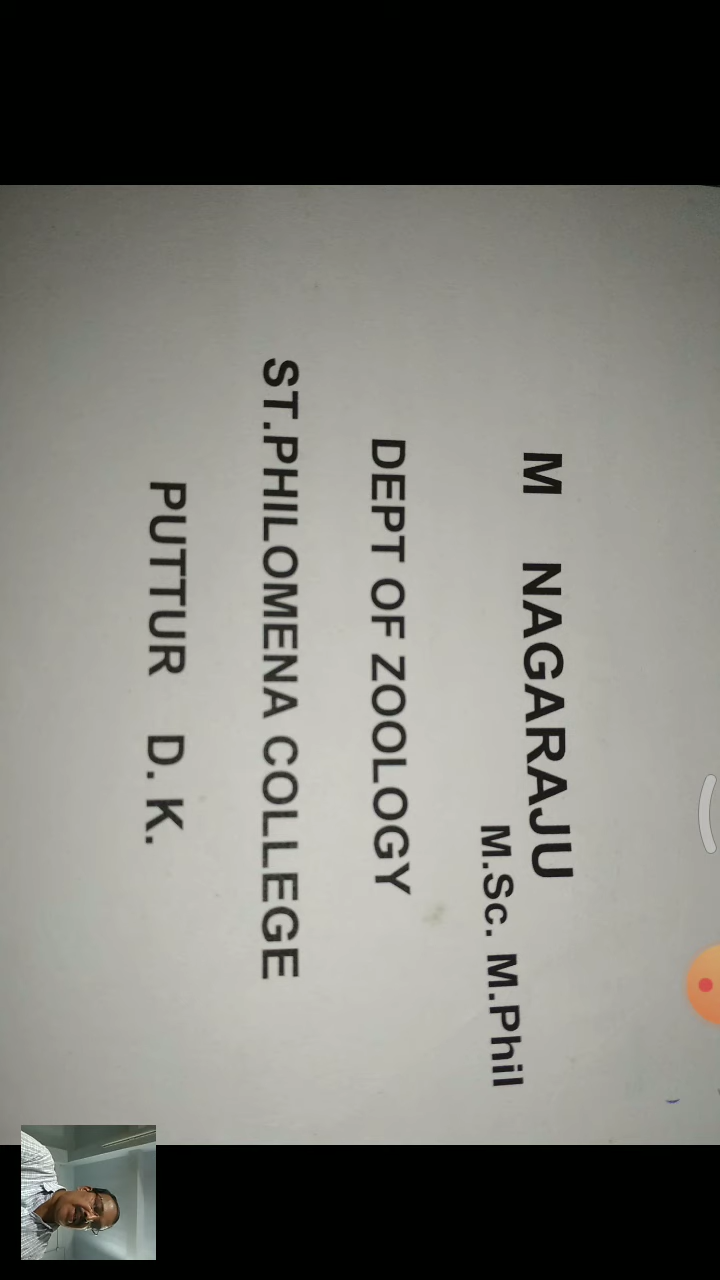 M NAGARAJU
M.Sc. M.Phil
DEPT OF ZOOLOGY
ST.PHILOMENA COLLEGE
PUTTUR D. K.